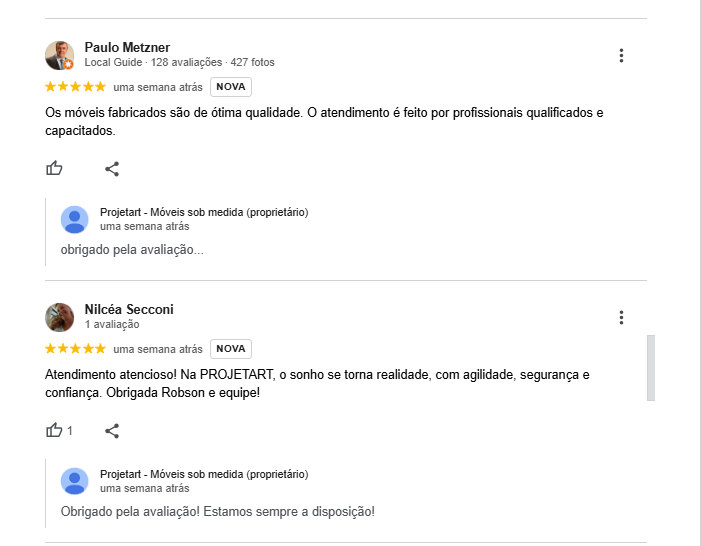 Paulo Metzner
Local Guide · 128 avaliações · 427 fotos
uma semana atrás NOVA
Os móveis fabricados são de ótima qualidade. O atendimento é feito por profissionais qualificados e
capacitados.
Projetart - Móveis sob medida (proprietário)
uma semana atrás
obrigado pela avaliação...
Nilcéa Secconi
1 avaliação
uma semana atrás NOVA
Atendimento atencioso! Na PROJETART, o sonho se torna realidade, com agilidade, segurança e
confiança. Obrigada Robson e equipe!
1
Projetart - Móveis sob medida (proprietário)
uma semana atrás
Obrigado pela avaliação! Estamos sempre a disposição!